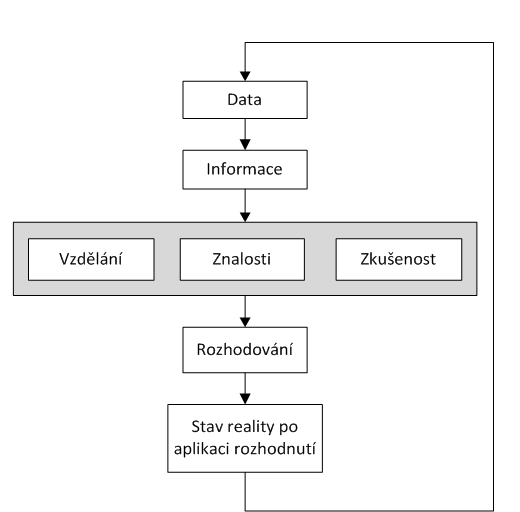 Data
Informace
Vzdělání
Znalosti
Zkušenost
Rozhodování
Stav reality po
aplikaci rozhodnutí